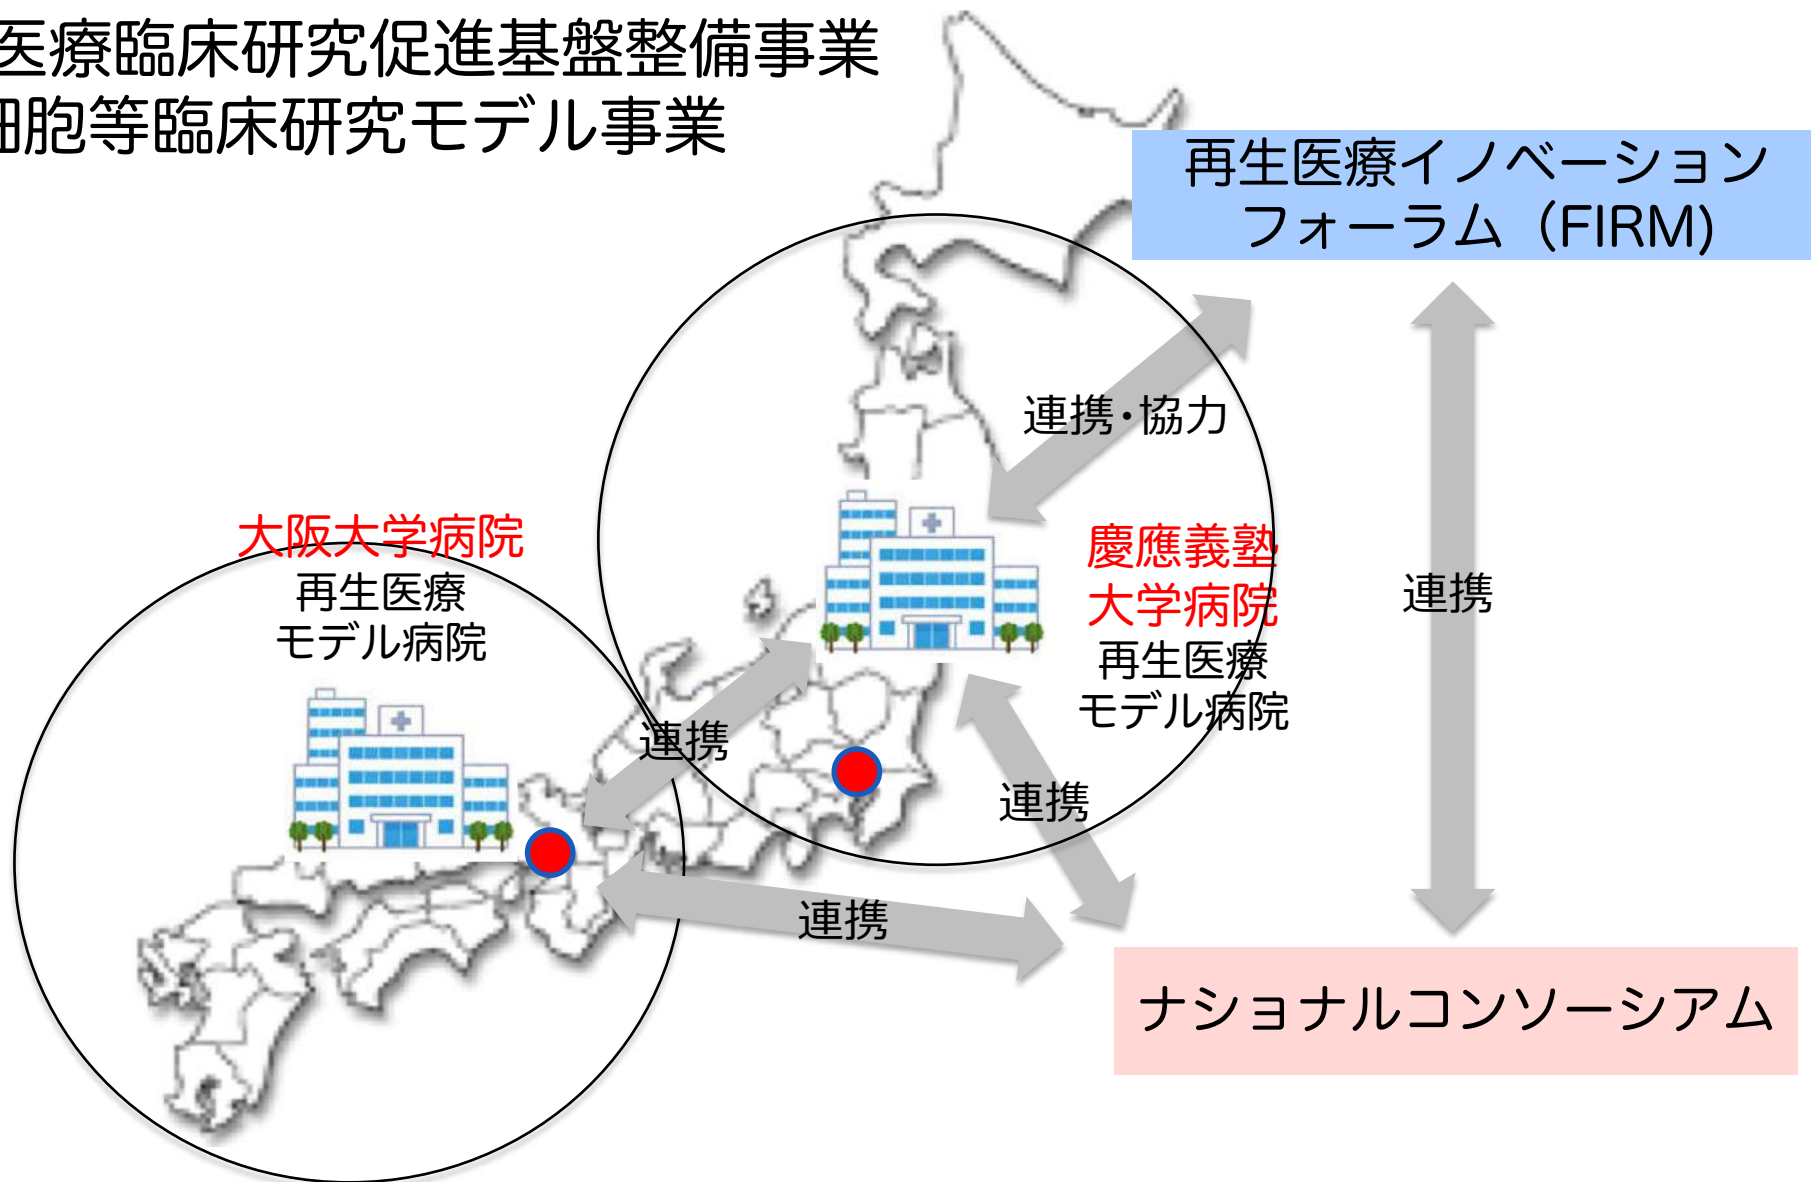 医療臨床研究促進基盤整備事業
胞等臨床研究モデル事業
再生医療イノベーション
フォーラム（FIRM)
連携･協力
大阪大学病院
再生医療
モデル病院
慶應義塾
大学病院
再生医療
モデル病院
連携
連携
連携
連携
ナショナルコンソーシアム